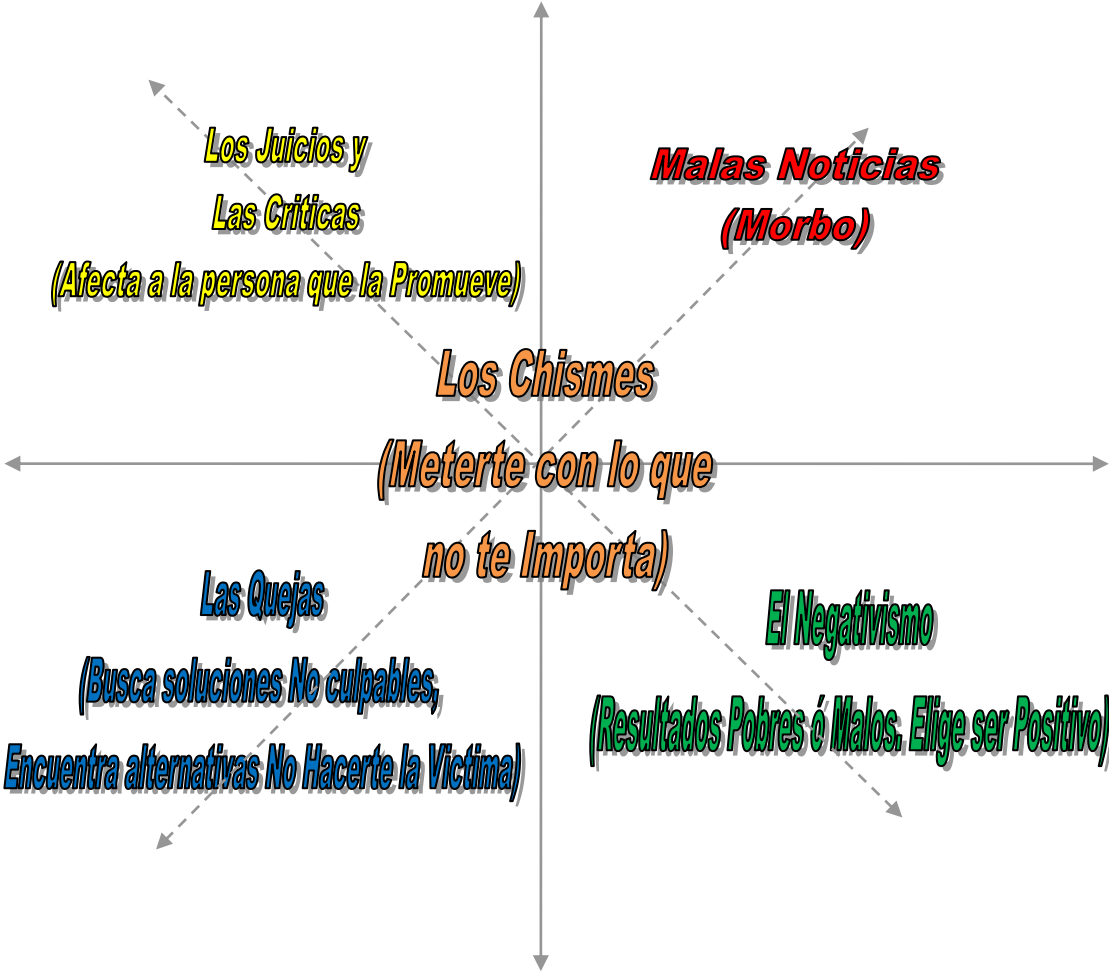 Los Juicios y
Las Criticas
(Afecta a la persona que la Promueve)
Malas Noticias
(Morbo)
Los Chismes
(Meterte con lo que
no te Importa)
Las Quejas
(Busca soluciones No culpables,
Encuentra alternativas No Hacerte la Victima)
El Negativismo
(Resultados Pobres ó Malos. Elige ser Positivo)